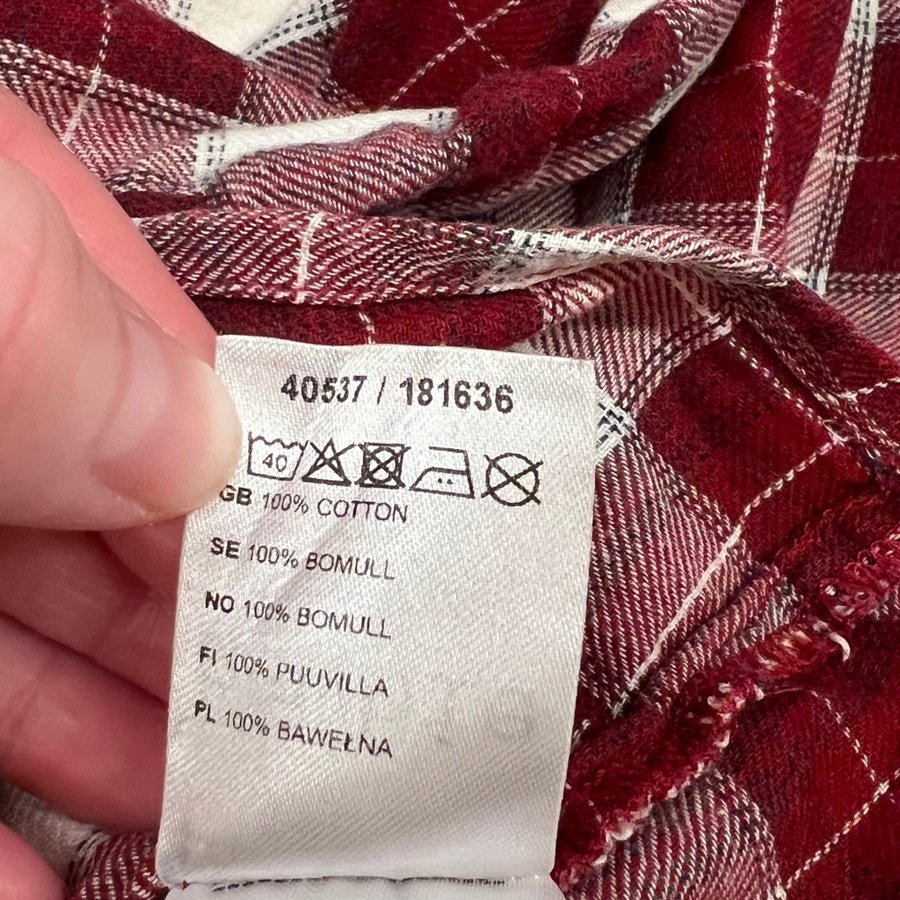 40537 / 181636
40
GB 100% COTTON
SE 100% BOMULL
NO 100% BOMULL
FI 100% PUUVILLA
PL 100% BAWEŁNA